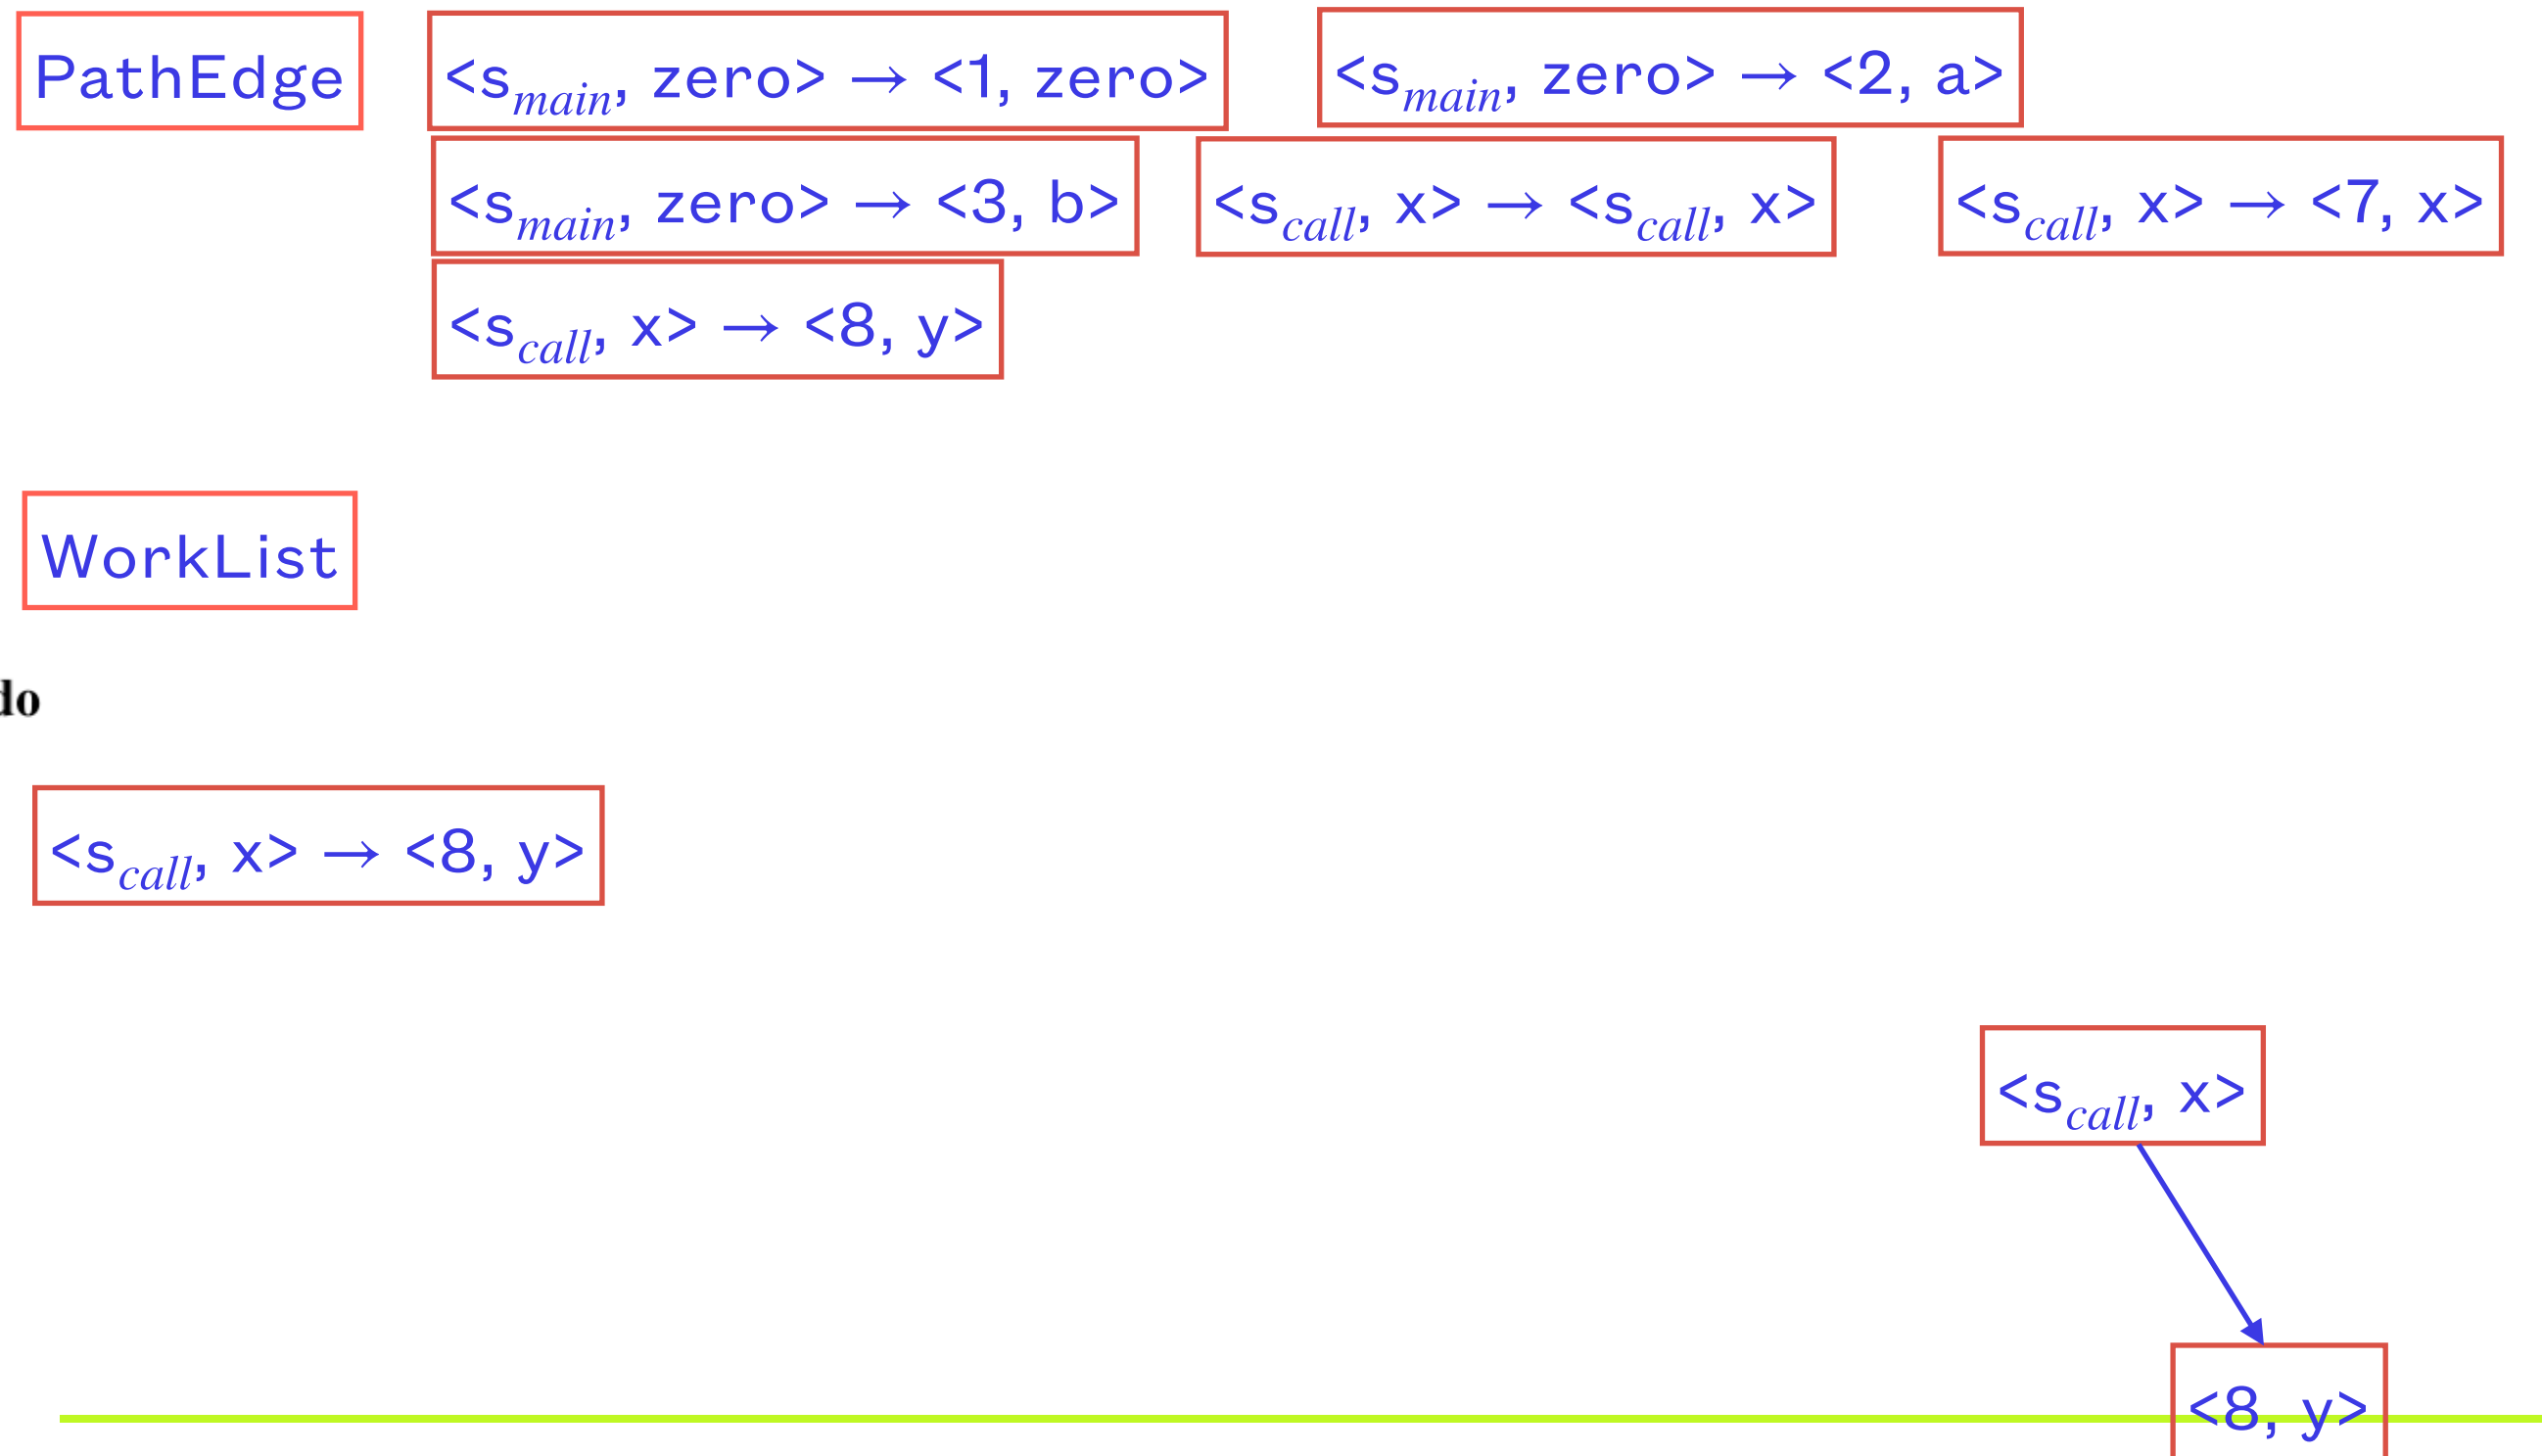 PathEdge <s_main, zero> → <1, zero> <s_main, zero> → <2, a>
<s_main, zero> → <3, b> <s_call, x> → <s_call, x> <s_call, x> → <7, x>
<s_call, x> → <8, y>
WorkList
do
<s_call, x> → <8, y>
<s_call, x>
<8, y>